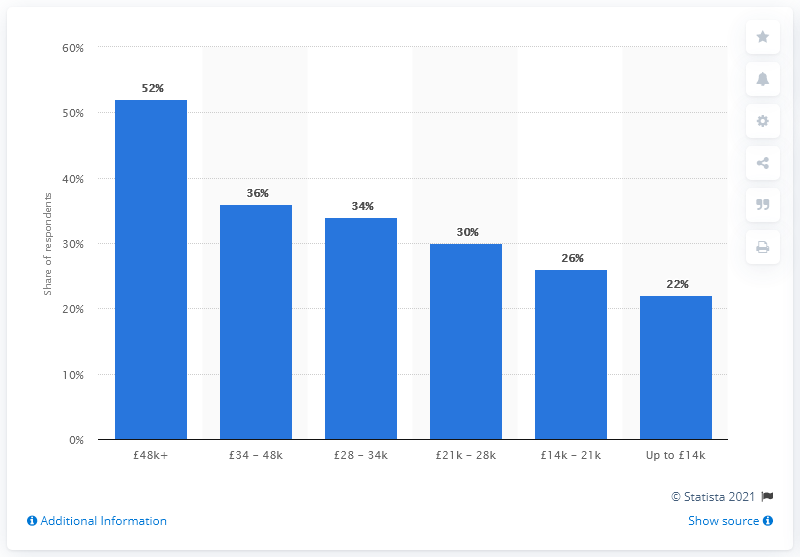 60%
50%
40%
30%
20%
10%
0%
Share of respondents
52%
36%
34%
30%
26%
22%
£48k+
£34 – 48k
£28 – 34k
£21k – 28k
£14k – 21k
Up to £14k
© Statista 2021
Additional Information
Show source